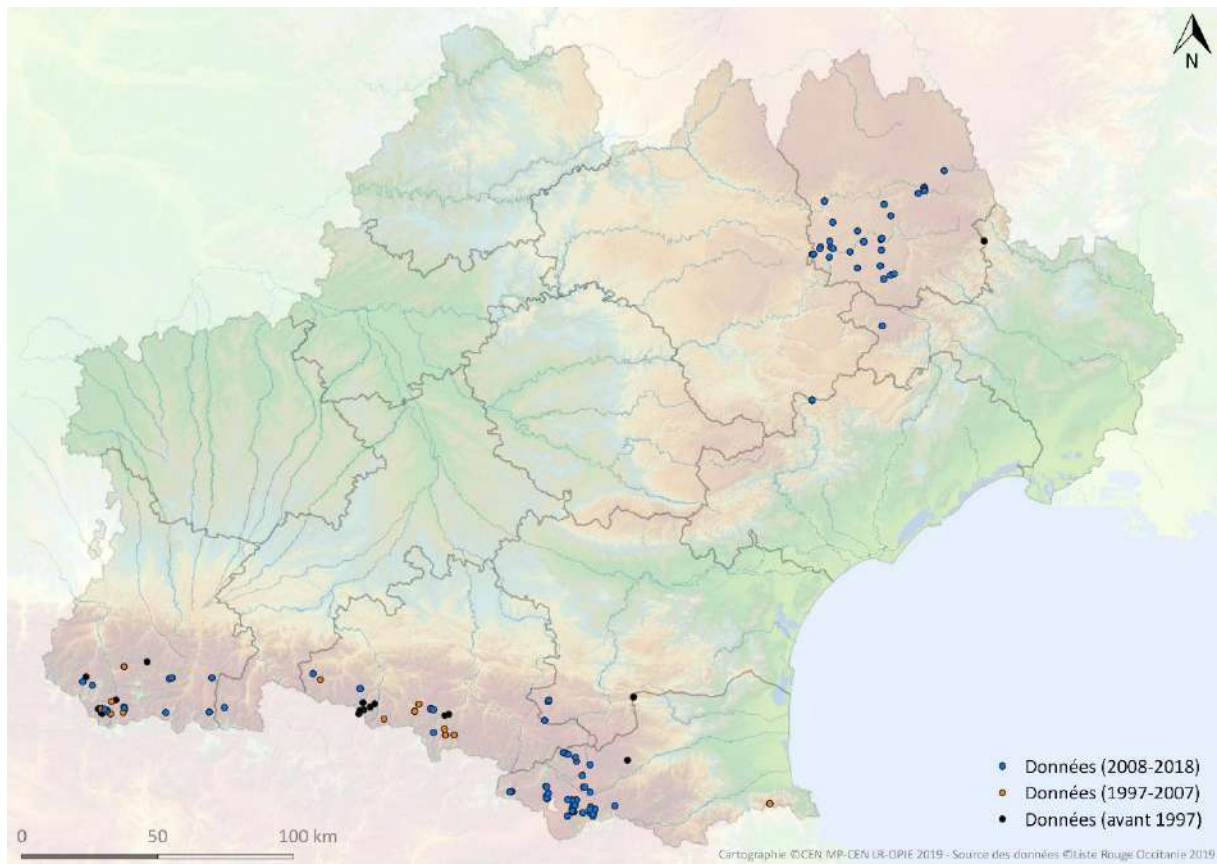 N
Données (2008-2018)
Données (1997-2007)
Données (avant 1997)
0 50 100 km
Cartographie ©CEN MP-CEN LR-OPIE 2019 - Source des données ©Liste Rouge Occitanie 2019